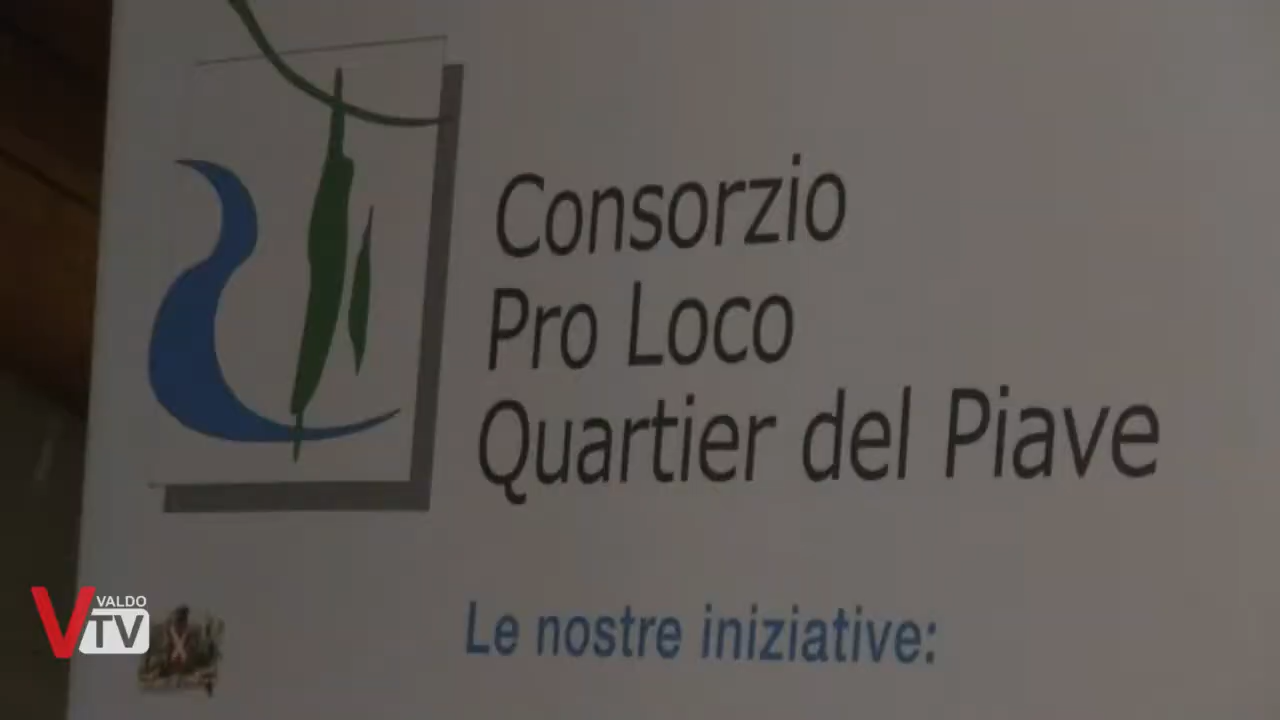 Consorzio
Pro Loco
Quartier del Piave
Le nostre iniziative:
VALDO
TV